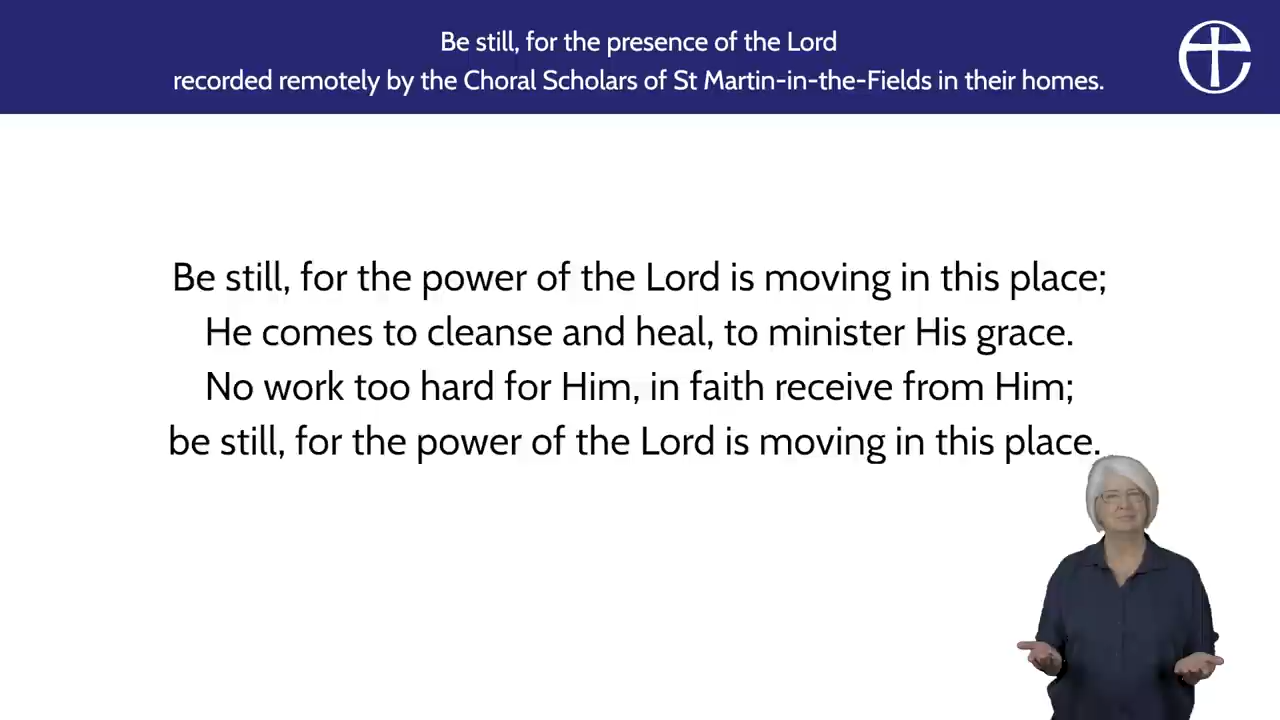 Be still, for the presence of the Lord
recorded remotely by the Choral Scholars of St Martin-in-the-Fields in their homes.
Be still, for the power of the Lord is moving in this place;
He comes to cleanse and heal, to minister His grace.
No work too hard for Him, in faith receive from Him;
be still, for the power of the Lord is moving in this place.